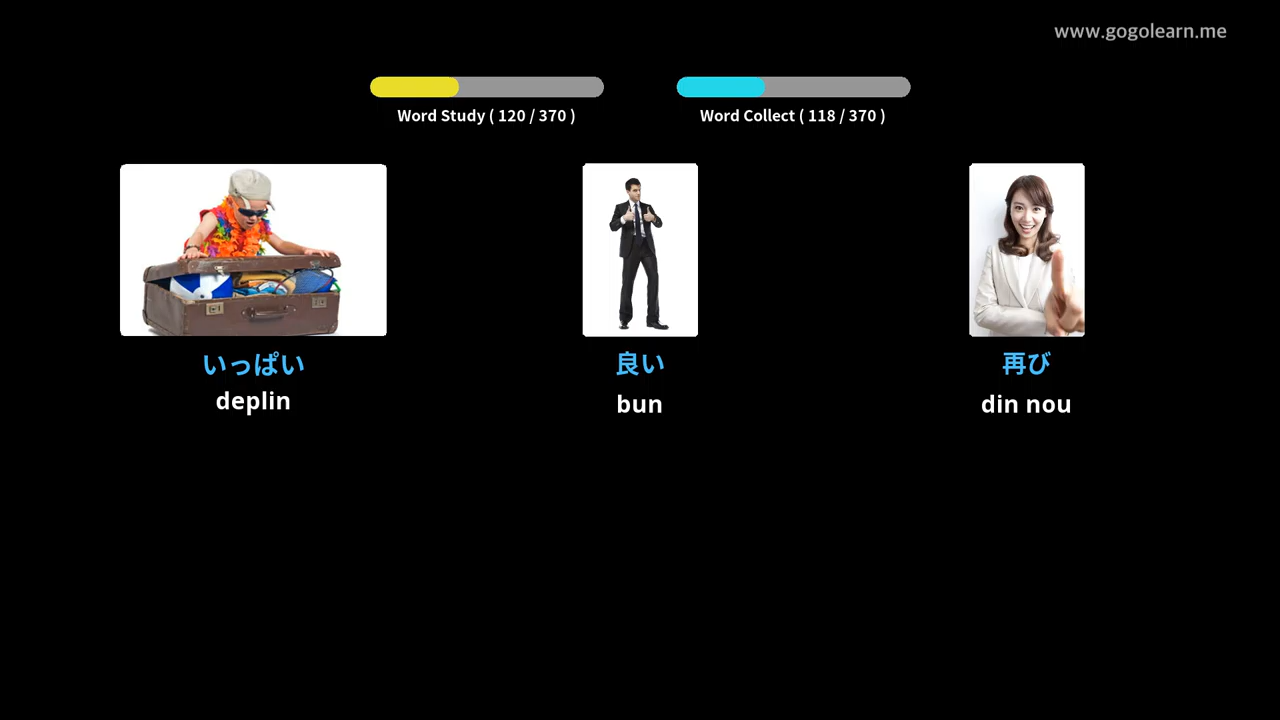 www.gogolearn.me
Word Study ( 120 / 370 )
Word Collect ( 118 / 370 )
いっぱい
deplin
良い
bun
再び
din nou